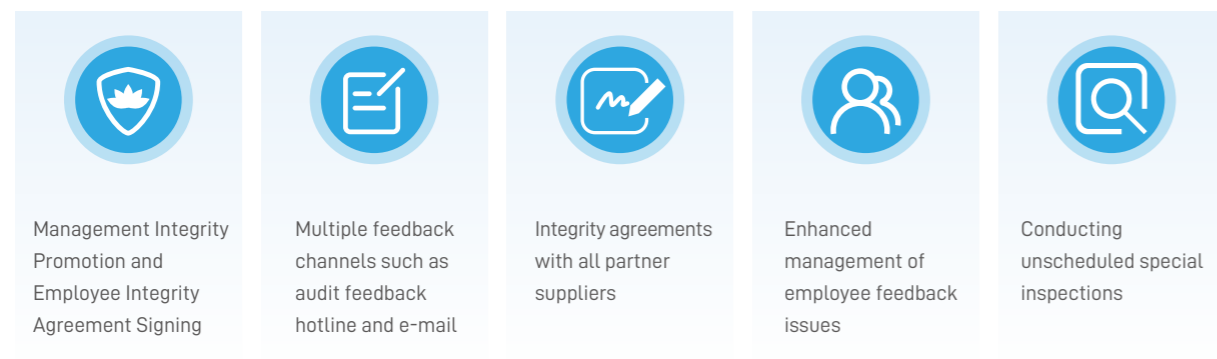 Management Integrity
Promotion and
Employee Integrity
Agreement Signing
Multiple feedback
channels such as
audit feedback
hotline and e-mail
Integrity agreements
with all partner
suppliers
Enhanced
management of
employee feedback
issues
Conducting
unscheduled special
inspections